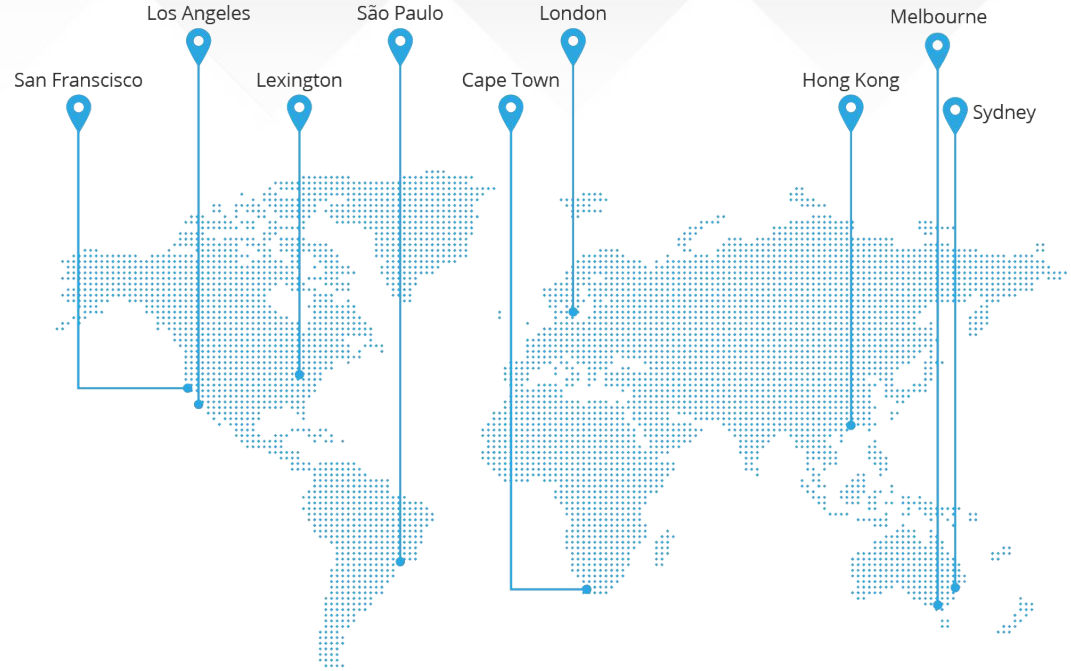 Los Angeles
São Paulo
London
Melbourne
San Franscisco
Lexington
Cape Town
Hong Kong
Sydney